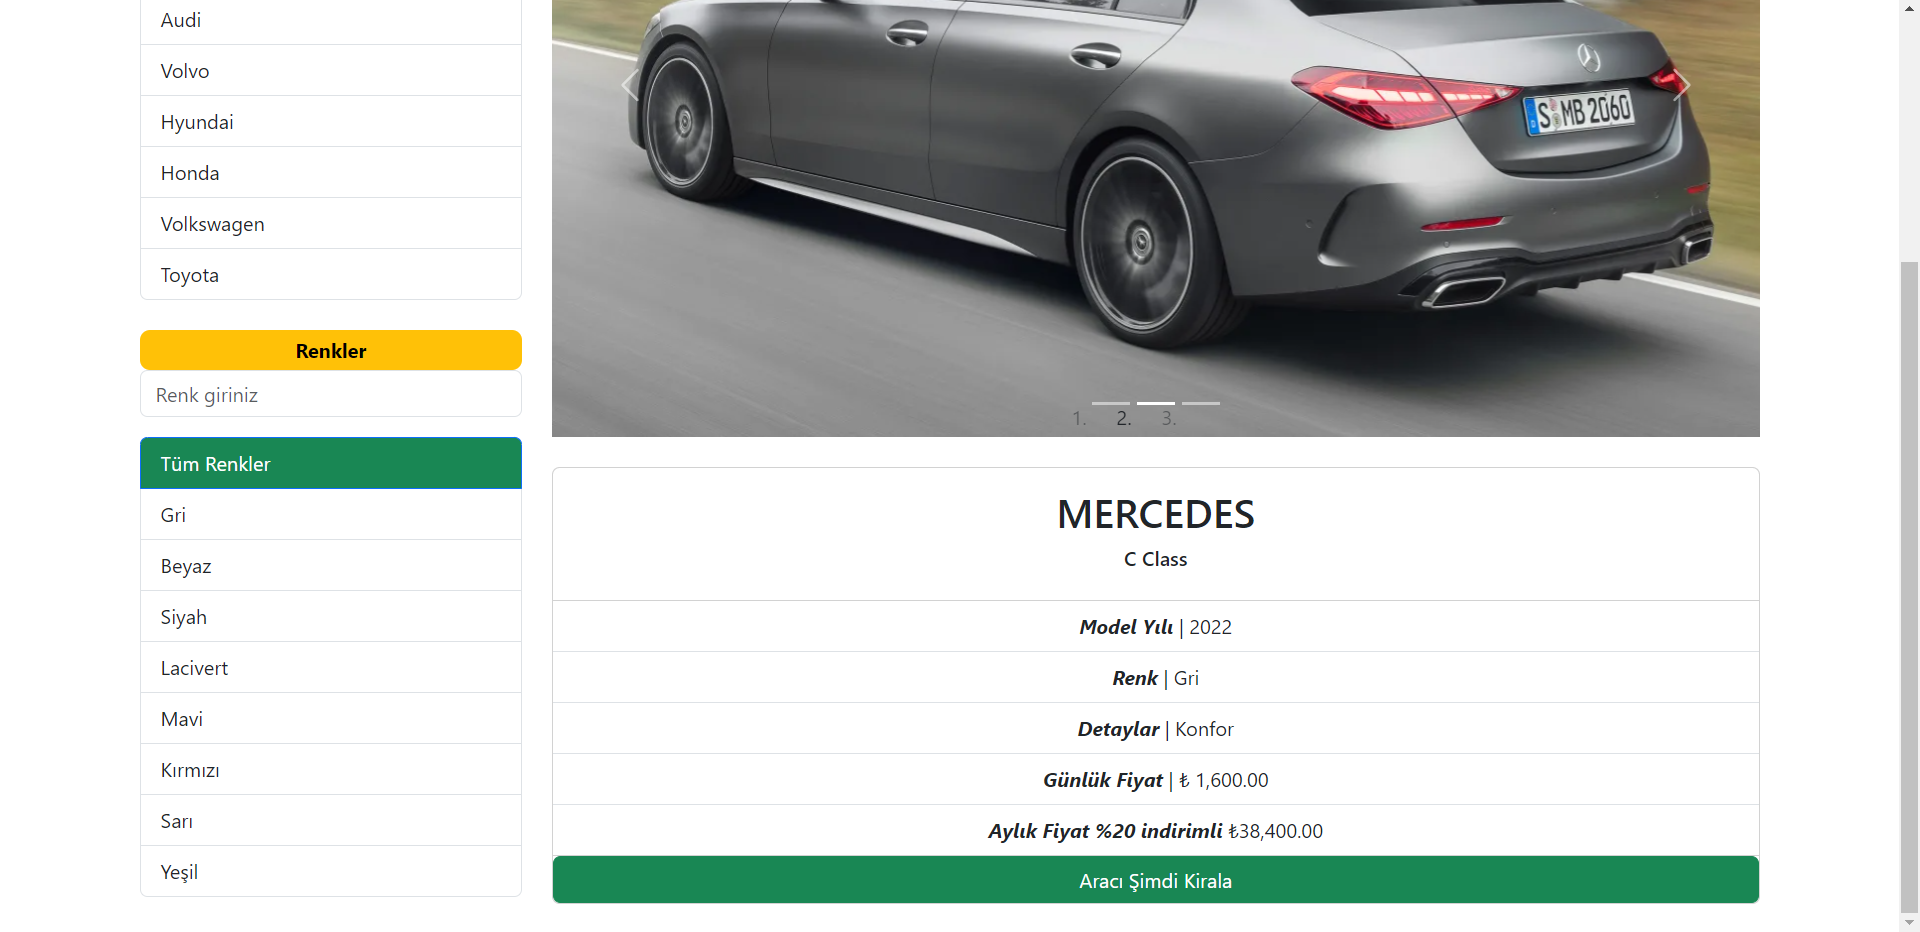 Audi
Volvo
Hyundai
Honda
Volkswagen
Toyota
Renkler
Renk giriniz
Tüm Renkler
Gri
Beyaz
Siyah
Lacivert
Mavi
Kırmızı
Sarı
Yeşil
S MB 2060
1. 2. 3.
MERCEDES
C Class
Model Yılı | 2022
Renk | Gri
Detaylar | Konfor
Günlük Fiyat | ₺ 1,600.00
Aylık Fiyat %20 indirimli ₺38,400.00
Aracı Şimdi Kirala